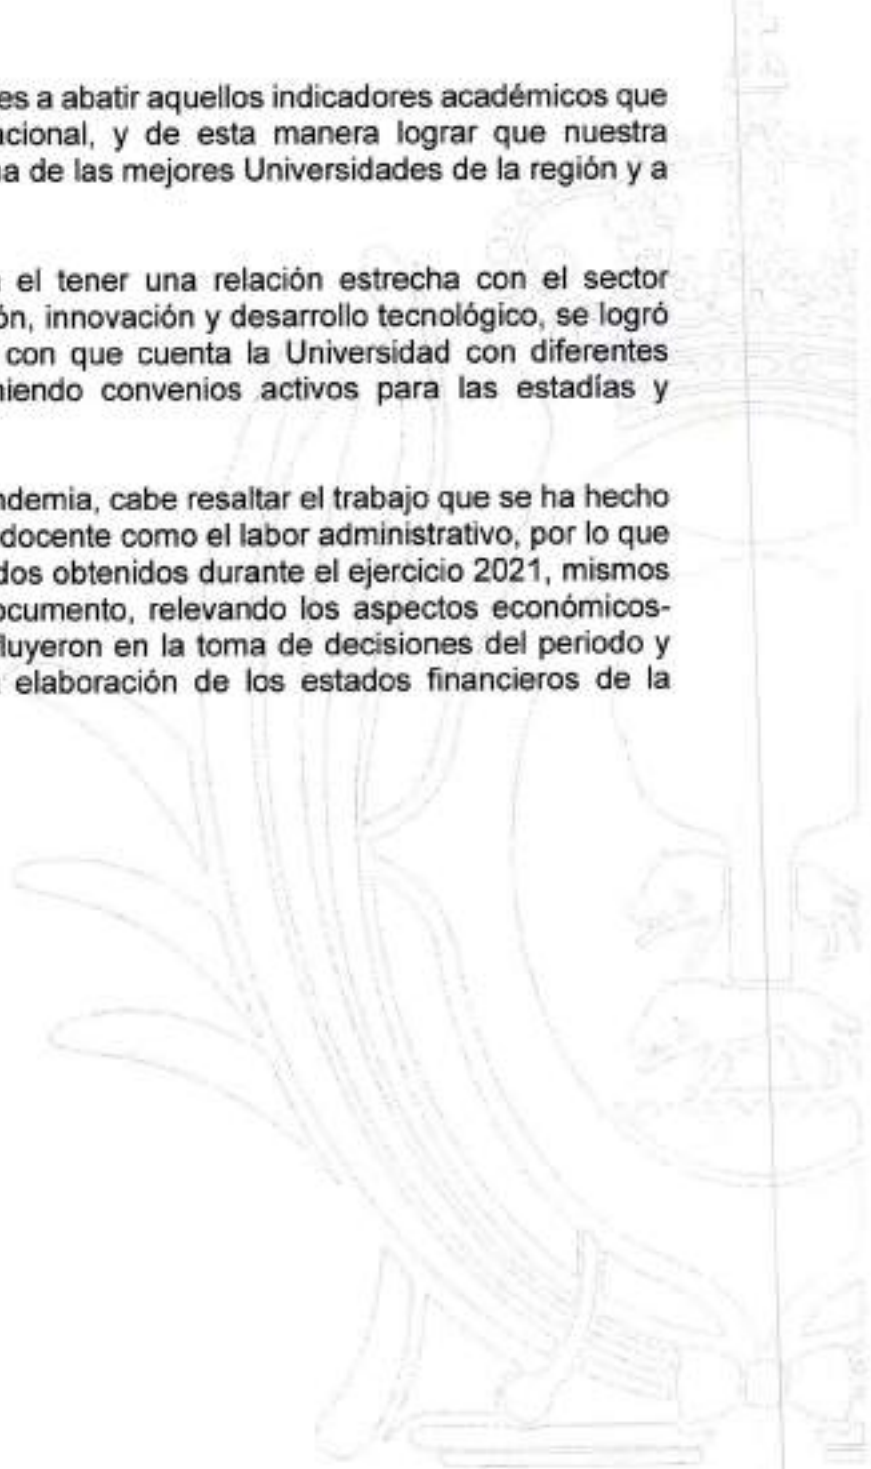 es a abatir aquellos indicadores académicos que
acional, y de esta manera lograr que nuestra
a de las mejores Universidades de la región y a
el tener una relación estrecha con el sector
ón, innovación y desarrollo tecnológico, se logró
con que cuenta la Universidad con diferentes
niendo convenios activos para las estadías y
ndemia, cabe resaltar el trabajo que se ha hecho
docente como el labor administrativo, por lo que
dos obtenidos durante el ejercicio 2021, mismos
ocumento, relevando los aspectos económicos-
fluyeron en la toma de decisiones del periodo y
elaboración de los estados financieros de la